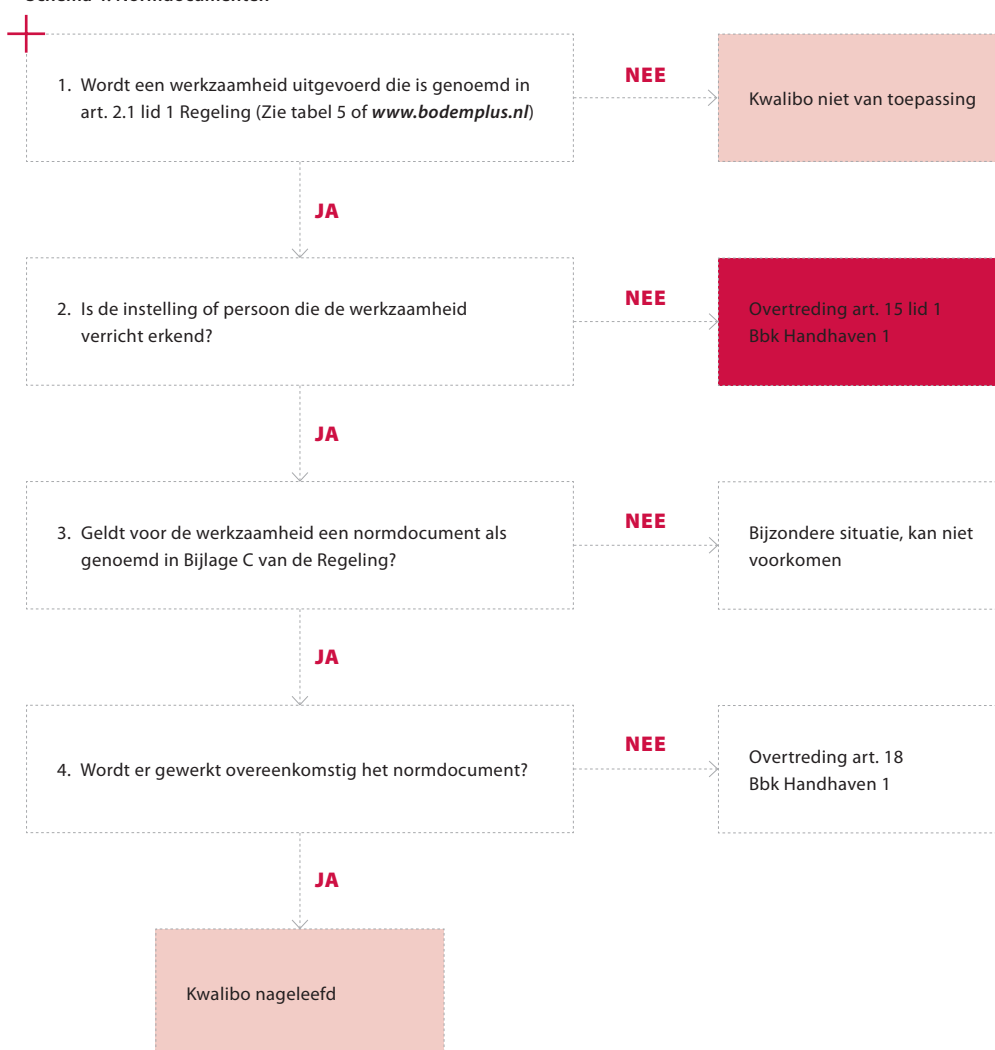 1. Wordt een werkzaamheid uitgevoerd die is genoemd in
art. 2.1 lid 1 Regeling (Zie tabel 5 of www.bodemplus.nl)
NEE
Kwalibo niet van toepassing
JA
2. Is de instelling of persoon die de werkzaamheid
verricht erkend?
NEE
Overtreding art. 15 lid 1
Bbk Handhaven 1
JA
3. Geldt voor de werkzaamheid een normdocument als
genoemd in Bijlage C van de Regeling?
NEE
Bijzondere situatie, kan niet
voorkomen
JA
4. Wordt er gewerkt overeenkomstig het normdocument?
NEE
Overtreding art. 18
Bbk Handhaven 1
JA
Kwalibo nageleefd